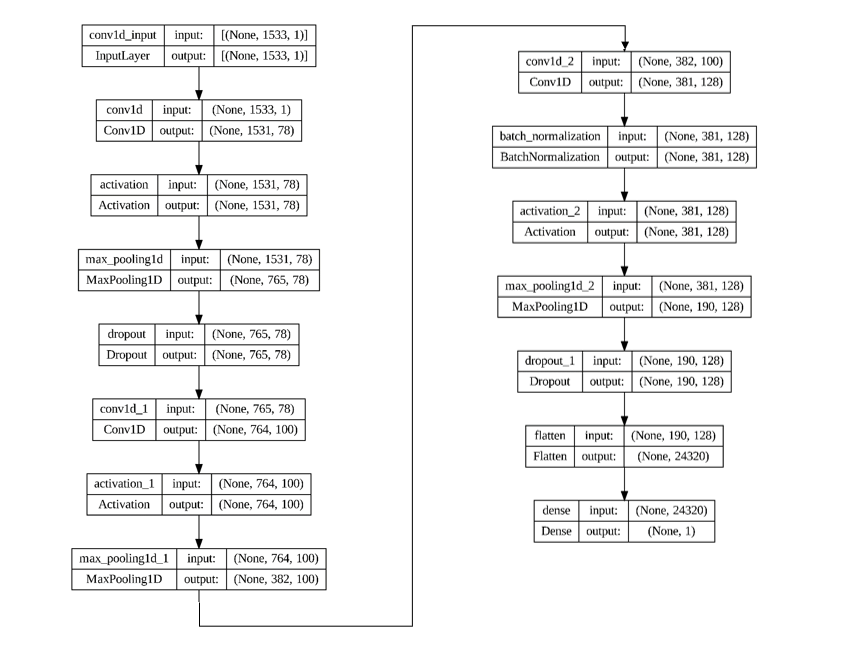 conv1d_input input: [(None, 1533, 1)]
InputLayer output: [(None, 1533, 1)]
conv1d input: (None, 1533, 1)
Conv1D output: (None, 1531, 78)
activation input: (None, 1531, 78)
Activation output: (None, 1531, 78)
max_pooling1d input: (None, 1531, 78)
MaxPooling1D output: (None, 765, 78)
dropout input: (None, 765, 78)
Dropout output: (None, 765, 78)
conv1d_1 input: (None, 765, 78)
Conv1D output: (None, 764, 100)
activation_1 input: (None, 764, 100)
Activation output: (None, 764, 100)
max_pooling1d_1 input: (None, 764, 100)
MaxPooling1D output: (None, 382, 100)
conv1d_2 input: (None, 382, 100)
Conv1D output: (None, 381, 128)
batch_normalization input: (None, 381, 128)
BatchNormalization output: (None, 381, 128)
activation_2 input: (None, 381, 128)
Activation output: (None, 381, 128)
max_pooling1d_2 input: (None, 381, 128)
MaxPooling1D output: (None, 190, 128)
dropout_1 input: (None, 190, 128)
Dropout output: (None, 190, 128)
flatten input: (None, 190, 128)
Flatten output: (None, 24320)
dense input: (None, 24320)
Dense output: (None, 1)